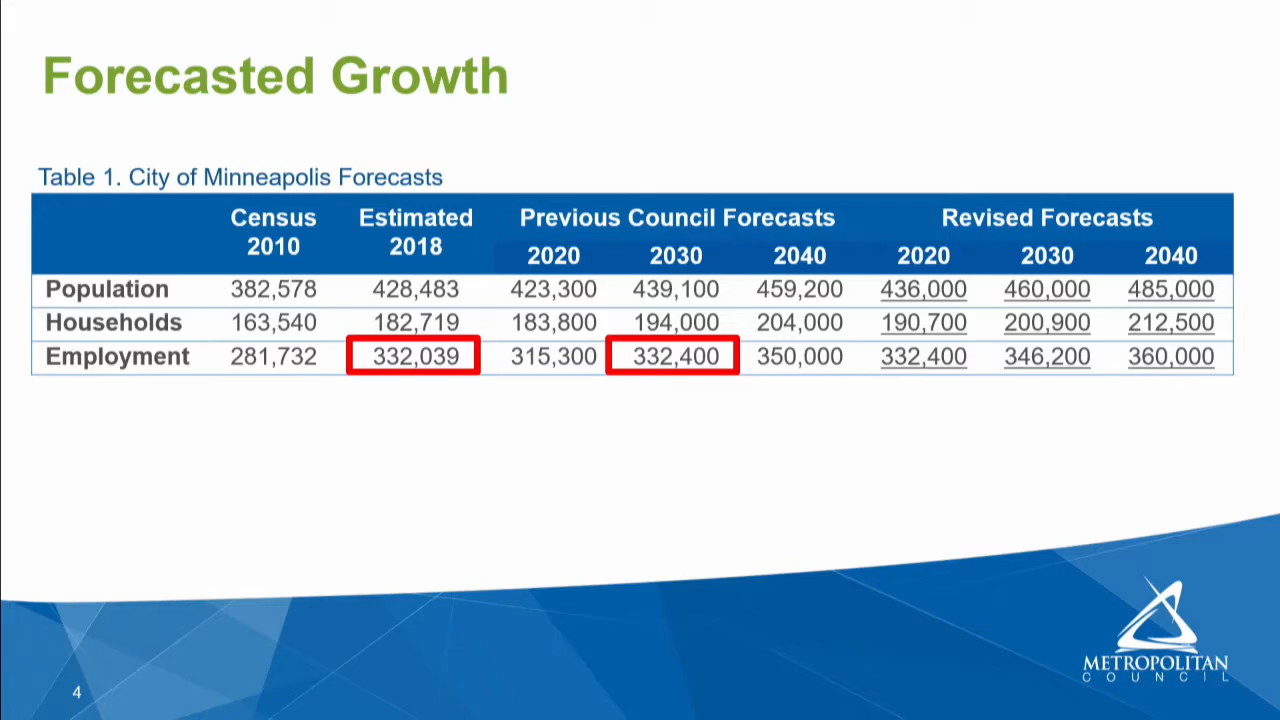 Forecasted Growth
Table 1. City of Minneapolis Forecasts
Census 2010 Estimated 2018 Previous Council Forecasts Revised Forecasts
2020 2030 2040 2020 2030 2040
Population 382,578 428,483 423,300 439,100 459,200 436,000 460,000 485,000
Households 163,540 182,719 183,800 194,000 204,000 190,700 200,900 212,500
Employment 281,732 332,039 315,300 332,400 350,000 332,400 346,200 360,000
METROPOLITAN
COUNCIL
4